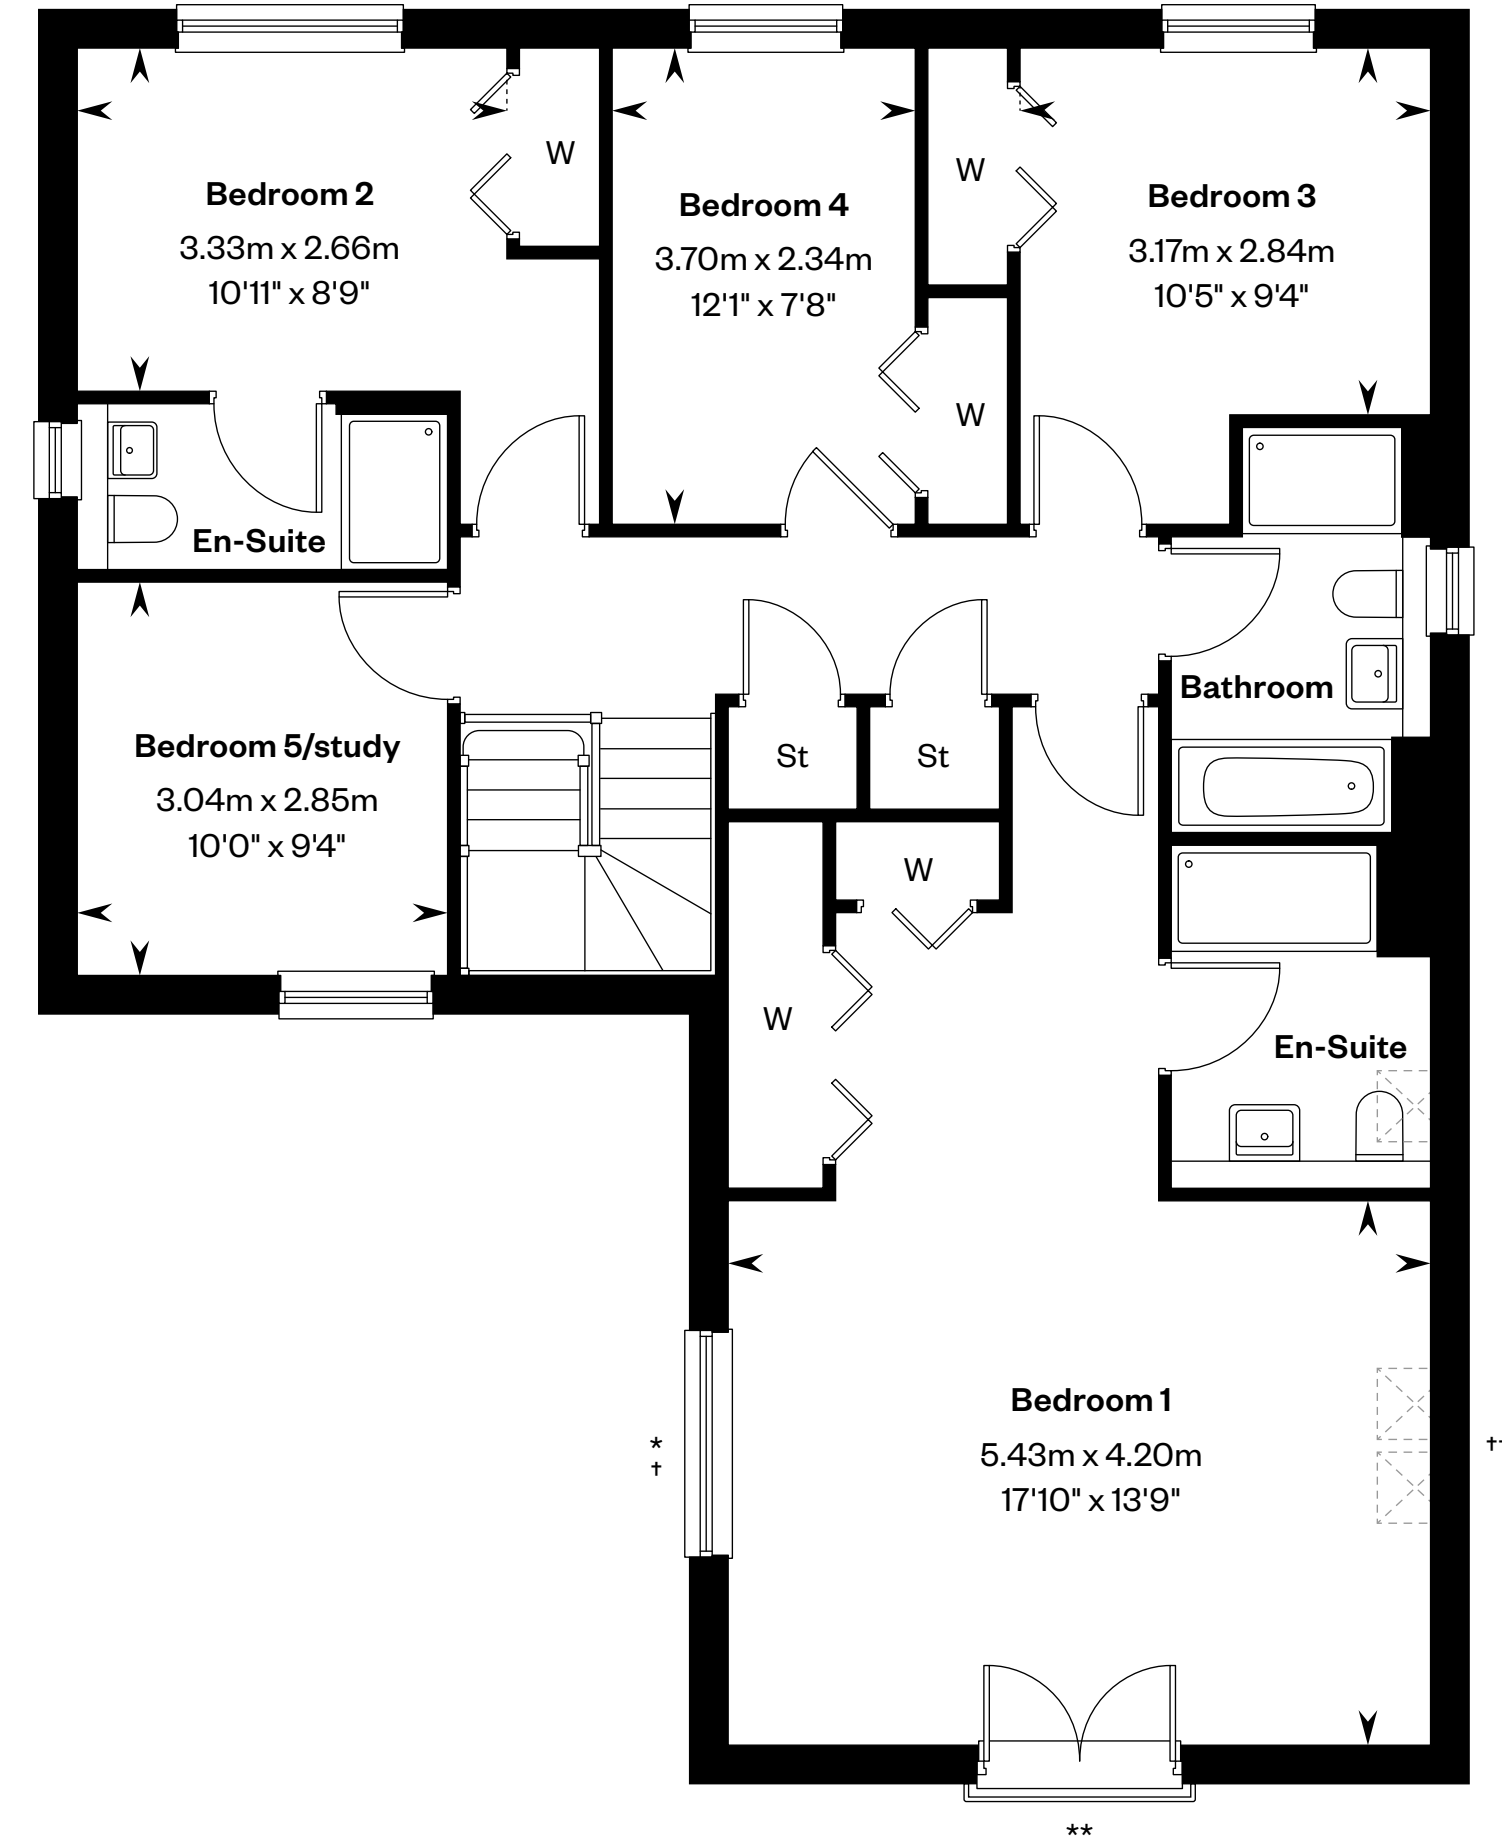 W
Bedroom 2
3.33m x 2.66m
10'11" x 8'9"
Bedroom 4
3.70m x 2.34m
12'1" x 7'8"
W
Bedroom 3
3.17m x 2.84m
10'5" x 9'4"
W
En-Suite
Bathroom
Bedroom 5/study
3.04m x 2.85m
10'0" x 9'4"
St
St
W
W
En-Suite
Bedroom 1
5.43m x 4.20m
17'10" x 13'9"
*
†
††
**